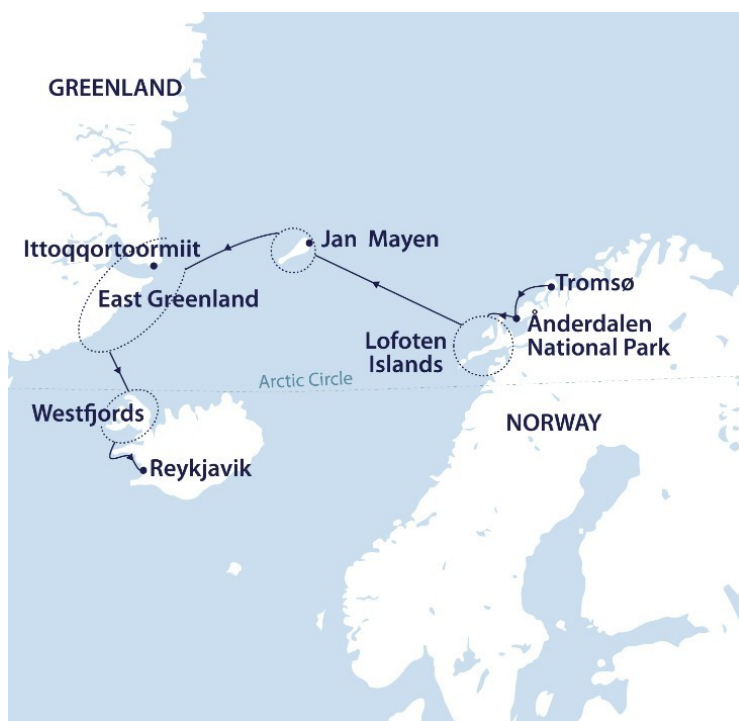 GREENLAND
Ittoqqortoormiit
East Greenland
Jan Mayen
Tromsø
Ånderdalen
National Park
Lofoten
Islands
Arctic Circle
Westfjords
Reykjavik
NORWAY